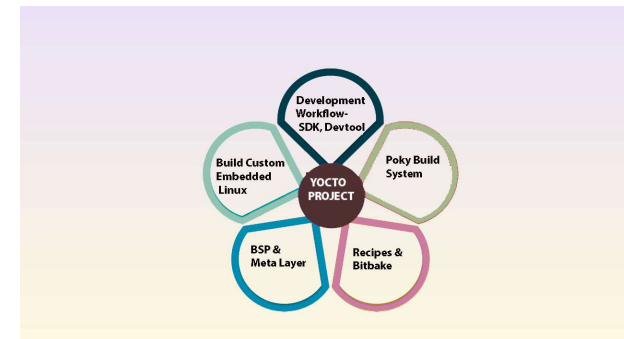 Development
Workflow-
SDK, Devtool
Build Custom
Embedded
Linux
Poky Build
System
YOCTO
PROJECT
BSP &
Meta Layer
Recipes &
Bitbake